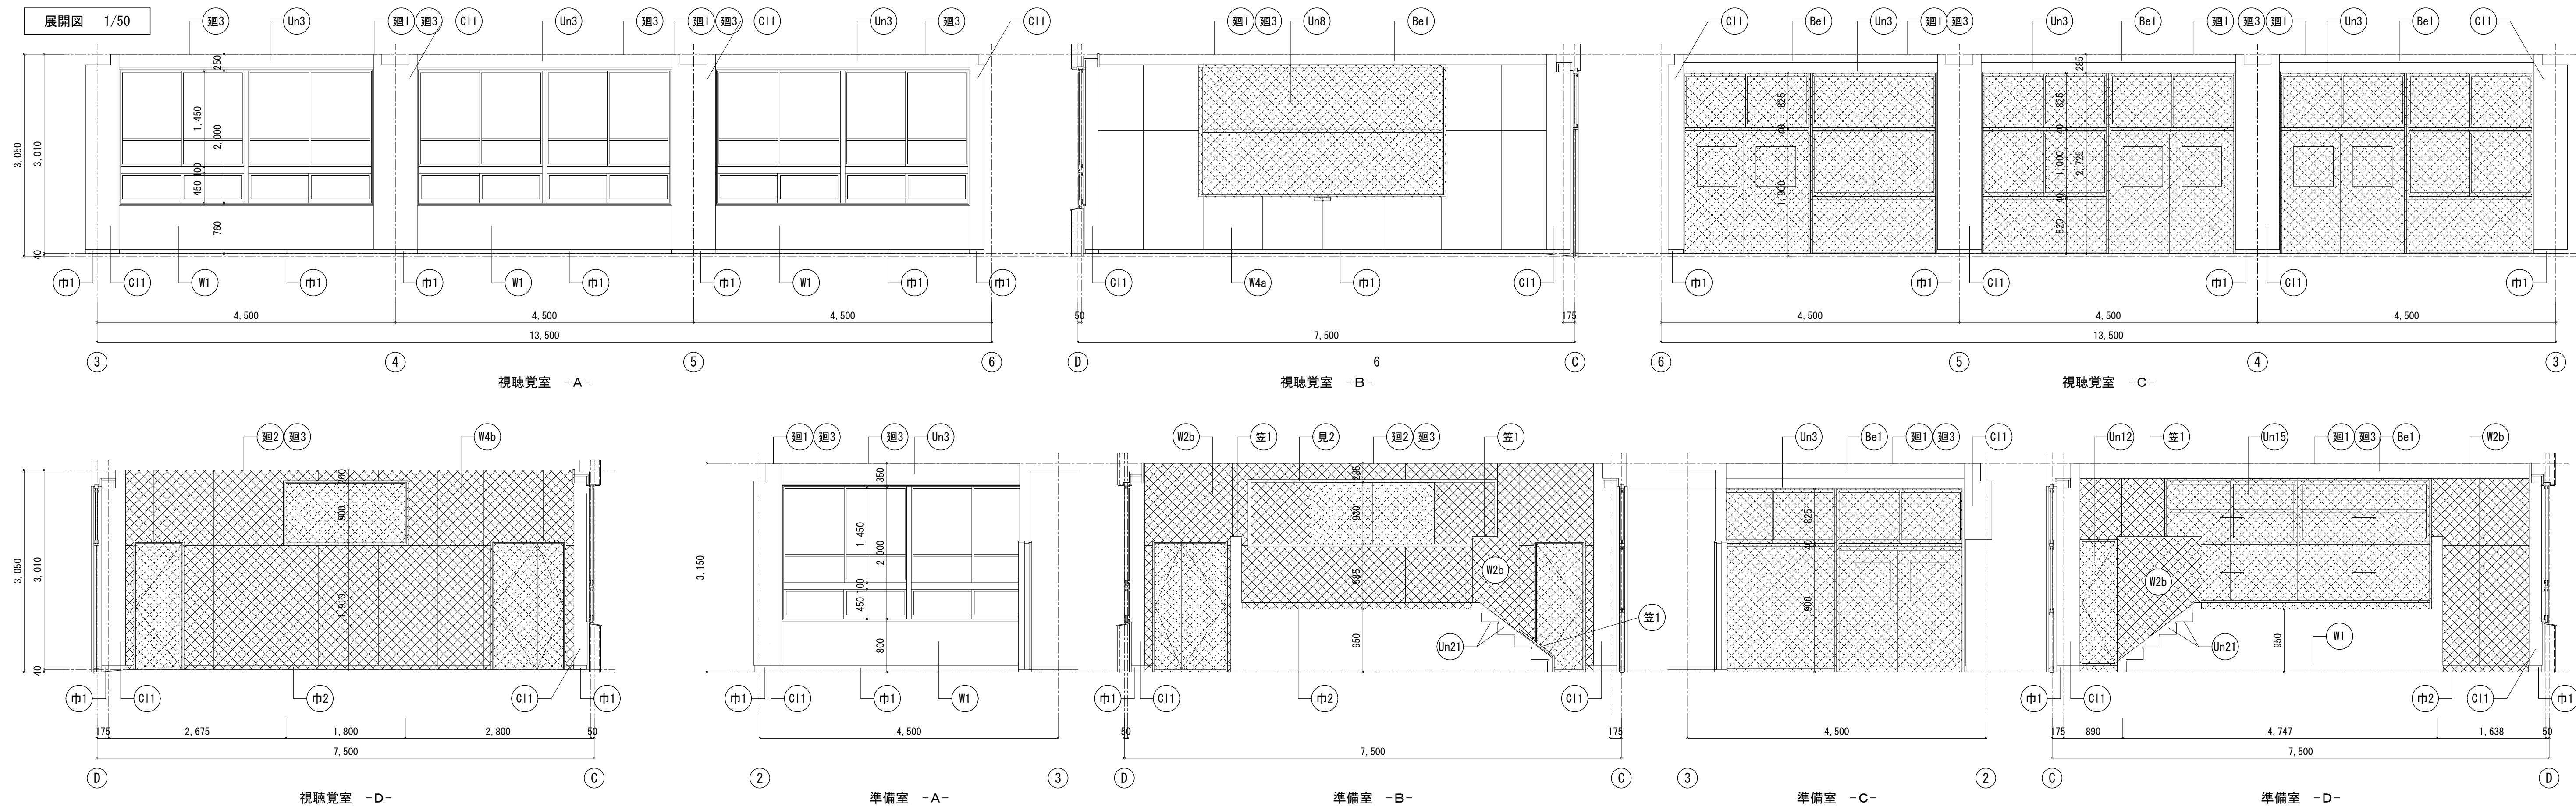 展開図 1/50
廻3 Un3 廻1 廻3 Cl1 Un3 廻3 廻1 廻3 Cl1 Un3 廻3 Cl1
3,050
3,010
40
250
1,450
2,000
100
450
760
巾1 Cl1 W1 巾1 巾1 W1 巾1 巾1 W1 巾1 巾1
4,500 4,500 4,500
13,500
3 4 5 6
視聴覚室 -A-
廻1 廻3 Un8 Be1
Cl1 W4a 巾1 Cl1
50 7,500 175
D 6 C
視聴覚室 -B-
Cl1 Be1 Un3 廻1 廻3 Un3 Be1 廻1 廻3 廻1 Un3 Be1 Cl1
285
825 825
40 40
1,000
2,725
1,900
40
820
巾1 巾1 Cl1 巾1 Cl1 巾1
4,500 4,500 4,500
13,500
6 5 4 3
視聴覚室 -C-
廻2 廻3 W4b
3,050
3,010
40
200
900
1,910
巾1 Cl1 巾2 Cl1 巾1
175 2,675 1,800 2,800 50
7,500
D C
視聴覚室 -D-
廻1 廻3 廻3 Un3
3,150
350
1,450
2,000
100
450
800
巾1 Cl1 巾1 W1
4,500
2 3
準備室 -A-
W2b 笠1 見2 廻2 廻3 笠1
285
930
985
W2b
950
Un21
笠1
巾1 Cl1 巾2 Cl1
50 7,500 175
D C
準備室 -B-
Un3 Be1 廻1 廻3 Cl1
825
40
1,900
4,500
3 2
準備室 -C-
Un12 笠1 Un15 廻1 廻3 Be1 W2b
W2b
Un21
950
W1
巾1 Cl1 巾2 Cl1 巾1
175 890 4,747 1,638 50
7,500
C D
準備室 -D-